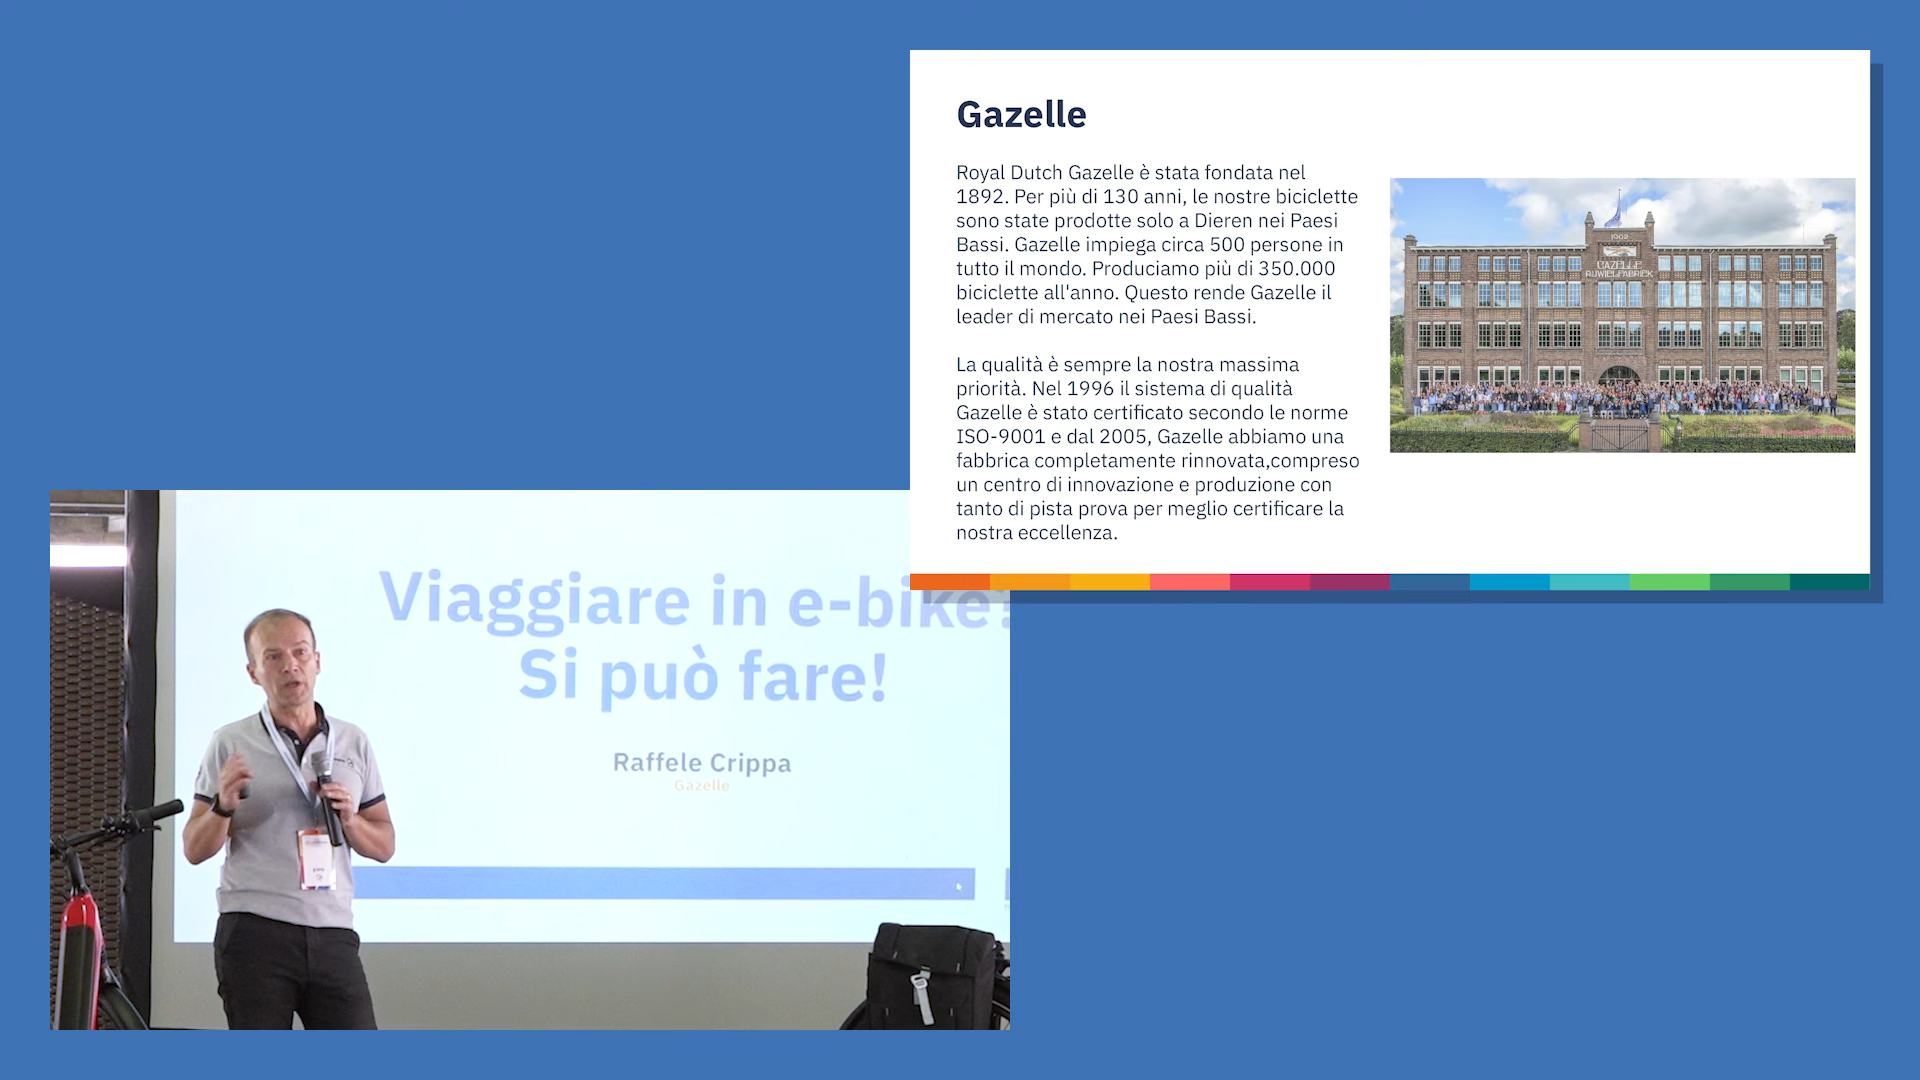 Gazelle
Royal Dutch Gazelle è stata fondata nel
1892. Per più di 130 anni, le nostre biciclette
sono state prodotte solo a Dieren nei Paesi
Bassi. Gazelle impiega circa 500 persone in
tutto il mondo. Produciamo più di 350.000
biciclette all'anno. Questo rende Gazelle il
leader di mercato nei Paesi Bassi.
La qualità è sempre la nostra massima
priorità. Nel 1996 il sistema di qualità
Gazelle è stato certificato secondo le norme
ISO-9001 e dal 2005, Gazelle abbiamo una
fabbrica completamente rinnovata,compreso
un centro di innovazione e produzione con
tanto di pista prova per meglio certificare la
nostra eccellenza.
1902
GAZELLE
RIJWIELFABRIEK
Viaggiare in e-bike?
Si può fare!
Raffele Crippa
Gazelle